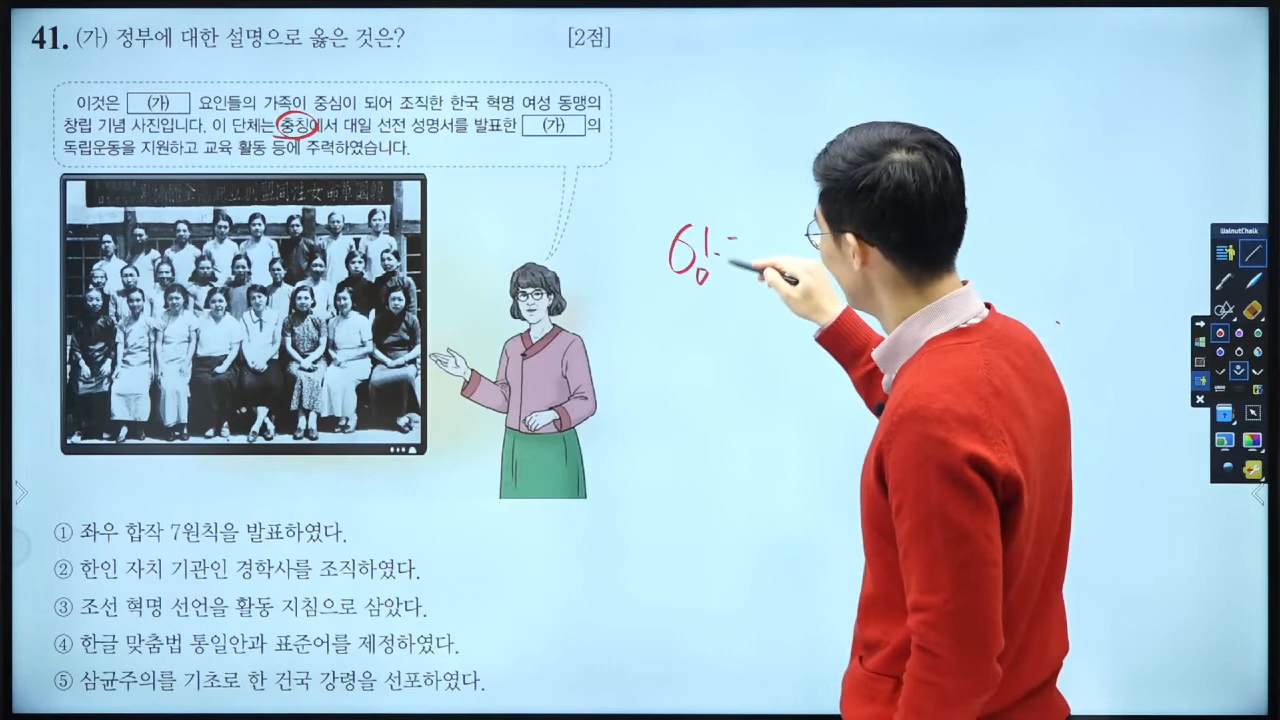 41. (가) 정부에 대한 설명으로 옳은 것은? [2점]
이것은 (가) 요인들의 가족이 중심이 되어 조직한 한국 혁명 여성 동맹의
창립 기념 사진입니다. 이 단체는 충칭에서 대일 선전 성명서를 발표한 (가) 의
독립운동을 지원하고 교육 활동 등에 주력하였습니다.
① 좌우 합작 7원칙을 발표하였다.
② 한인 자치 기관인 경학사를 조직하였다.
③ 조선 혁명 선언을 활동 지침으로 삼았다.
④ 한글 맞춤법 통일안과 표준어를 제정하였다.
⑤ 삼균주의를 기초로 한 건국 강령을 선포하였다.
WalnutChalk